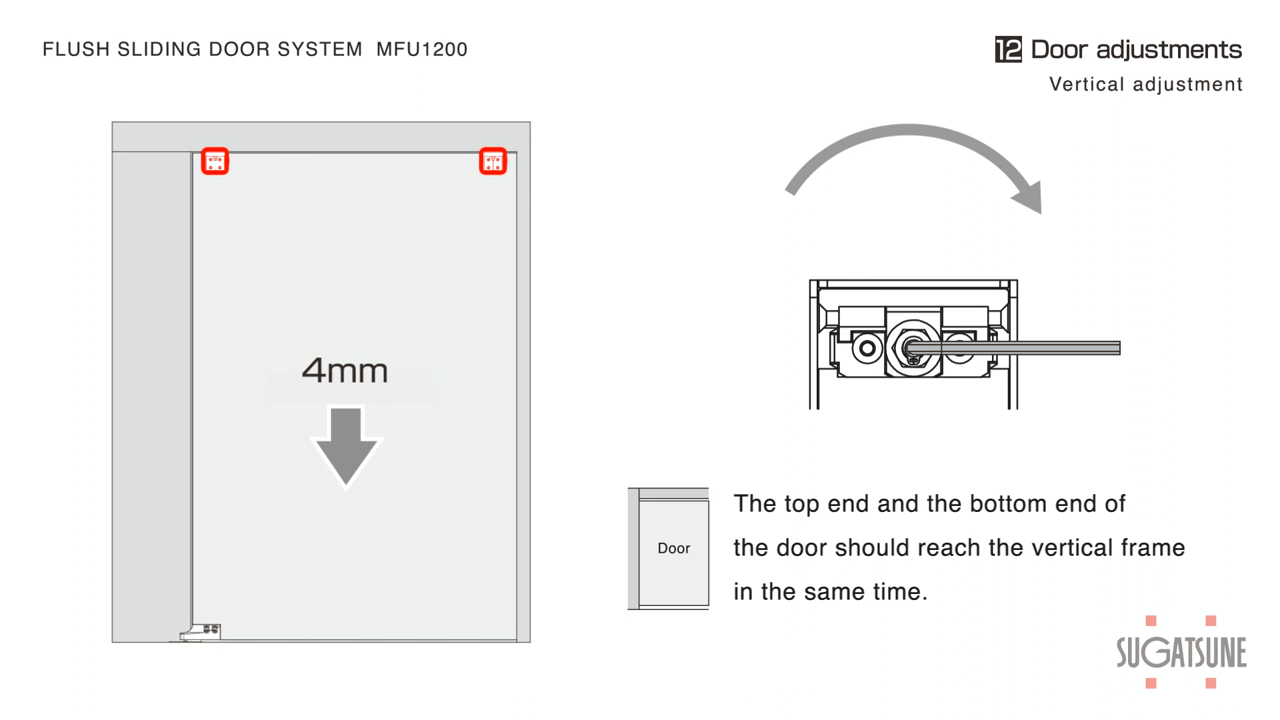 FLUSH SLIDING DOOR SYSTEM MFU1200
12 Door adjustments
Vertical adjustment
4mm
Door
The top end and the bottom end of
the door should reach the vertical frame
in the same time.
SUGATSUNE